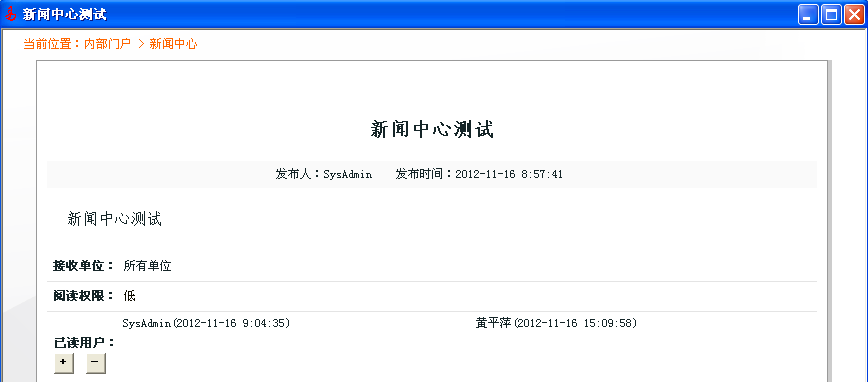 新闻中心测试
当前位置：内部门户 > 新闻中心
新闻中心测试
发布人：SysAdmin 发布时间：2012-11-16 8:57:41
新闻中心测试
接收单位： 所有单位
阅读权限： 低
SysAdmin(2012-11-16 9:04:35) 黄平萍(2012-11-16 15:09:58)
已读用户：
+ −